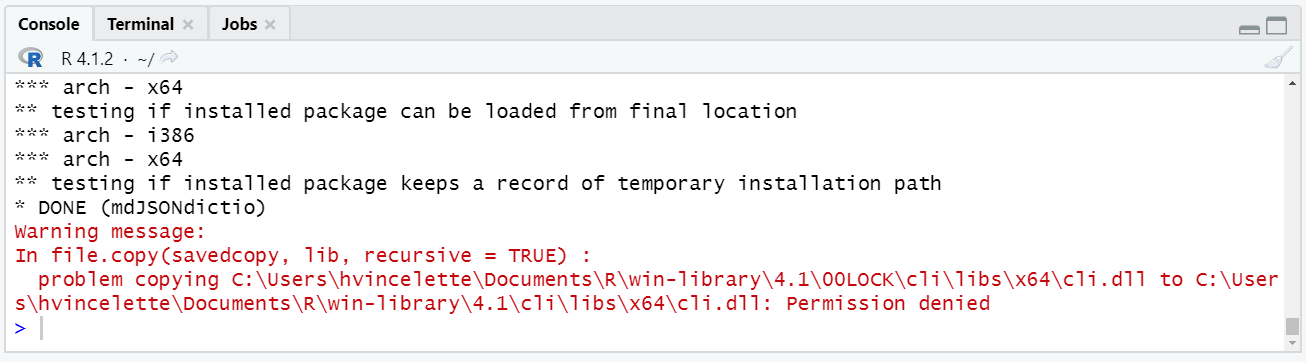 Console Terminal Jobs
R R 4.1.2 · ~/
*** arch - x64
** testing if installed package can be loaded from final location
*** arch - i386
*** arch - x64
** testing if installed package keeps a record of temporary installation path
* DONE (mdJSONdictio)
Warning message:
In file.copy(savedcopy, lib, recursive = TRUE) :
  problem copying C:\Users\hvincelette\Documents\R\win-library\4.1\00LOCK\cli\libs\x64\cli.dll to C:\User
s\hvincelette\Documents\R\win-library\4.1\cli\libs\x64\cli.dll: Permission denied
>